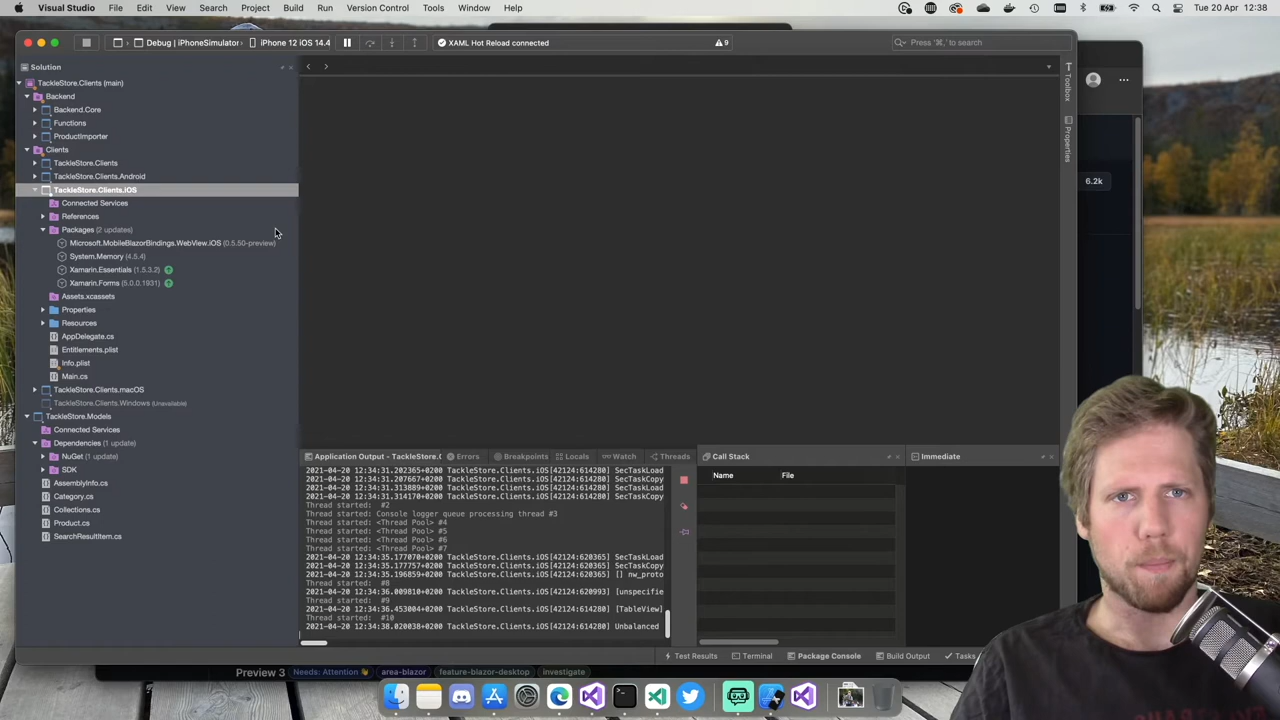 Visual Studio File Edit View Search Project Build Run Version Control Tools Window Help Tue 20 Apr 12:38
Debug | iPhoneSimulator iPhone 12 iOS 14.4 XAML Hot Reload connected 9 Press '⌘.' to search
Solution
Toolbox
Properties
TackleStore.Clients (main)
Backend
Backend.Core
Functions
ProductImporter
Clients
TackleStore.Clients
TackleStore.Clients.Android
6.2k
TackleStore.Clients.iOS
Connected Services
References
Packages (2 updates)
Microsoft.MobileBlazorBindings.WebView.iOS (0.5.50-preview)
System.Memory (4.5.4)
Xamarin.Essentials (1.5.3.2)
Xamarin.Forms (5.0.0.1931)
Assets.xcassets
Properties
Resources
AppDelegate.cs
Entitlements.plist
Info.plist
Main.cs
TackleStore.Clients.macOS
TackleStore.Clients.Windows (Unavailable)
TackleStore.Models
Connected Services
Dependencies (1 update)
NuGet (1 update)
SDK
AssemblyInfo.cs
Category.cs
Collections.cs
Product.cs
SearchResultItem.cs
Application Output - TackleStore.C Errors Breakpoints Locals Watch Threads
2021-04-20 12:34:31.202365+0200 TackleStore.Clients.iOS[42124:614280] SecTaskLoad
2021-04-20 12:34:31.207667+0200 TackleStore.Clients.iOS[42124:614280] SecTaskCopy
2021-04-20 12:34:31.313889+0200 TackleStore.Clients.iOS[42124:614280] SecTaskLoad
2021-04-20 12:34:31.314170+0200 TackleStore.Clients.iOS[42124:614280] SecTaskCopy
Thread started: #2
Thread started: Console logger queue processing thread #3
Thread started: <Thread Pool> #4
Thread started: <Thread Pool> #5
Thread started: <Thread Pool> #6
Thread started: <Thread Pool> #7
2021-04-20 12:34:35.177070+0200 TackleStore.Clients.iOS[42124:620365] SecTaskLoad
2021-04-20 12:34:35.177757+0200 TackleStore.Clients.iOS[42124:620365] SecTaskCopy
2021-04-20 12:34:35.196859+0200 TackleStore.Clients.iOS[42124:620365] [] nw_proto
Thread started: #8
2021-04-20 12:34:36.009810+0200 TackleStore.Clients.iOS[42124:620993] [unspecifie
Thread started: #9
2021-04-20 12:34:36.453004+0200 TackleStore.Clients.iOS[42124:614280] [TableView]
Thread started: #10
2021-04-20 12:34:38.020038+0200 TackleStore.Clients.iOS[42124:614280] Unbalanced
Call Stack
Name File
Immediate
Test Results Terminal Package Console Build Output Tasks
Preview 3 Needs: Attention area-blazor feature-blazor-desktop investigate